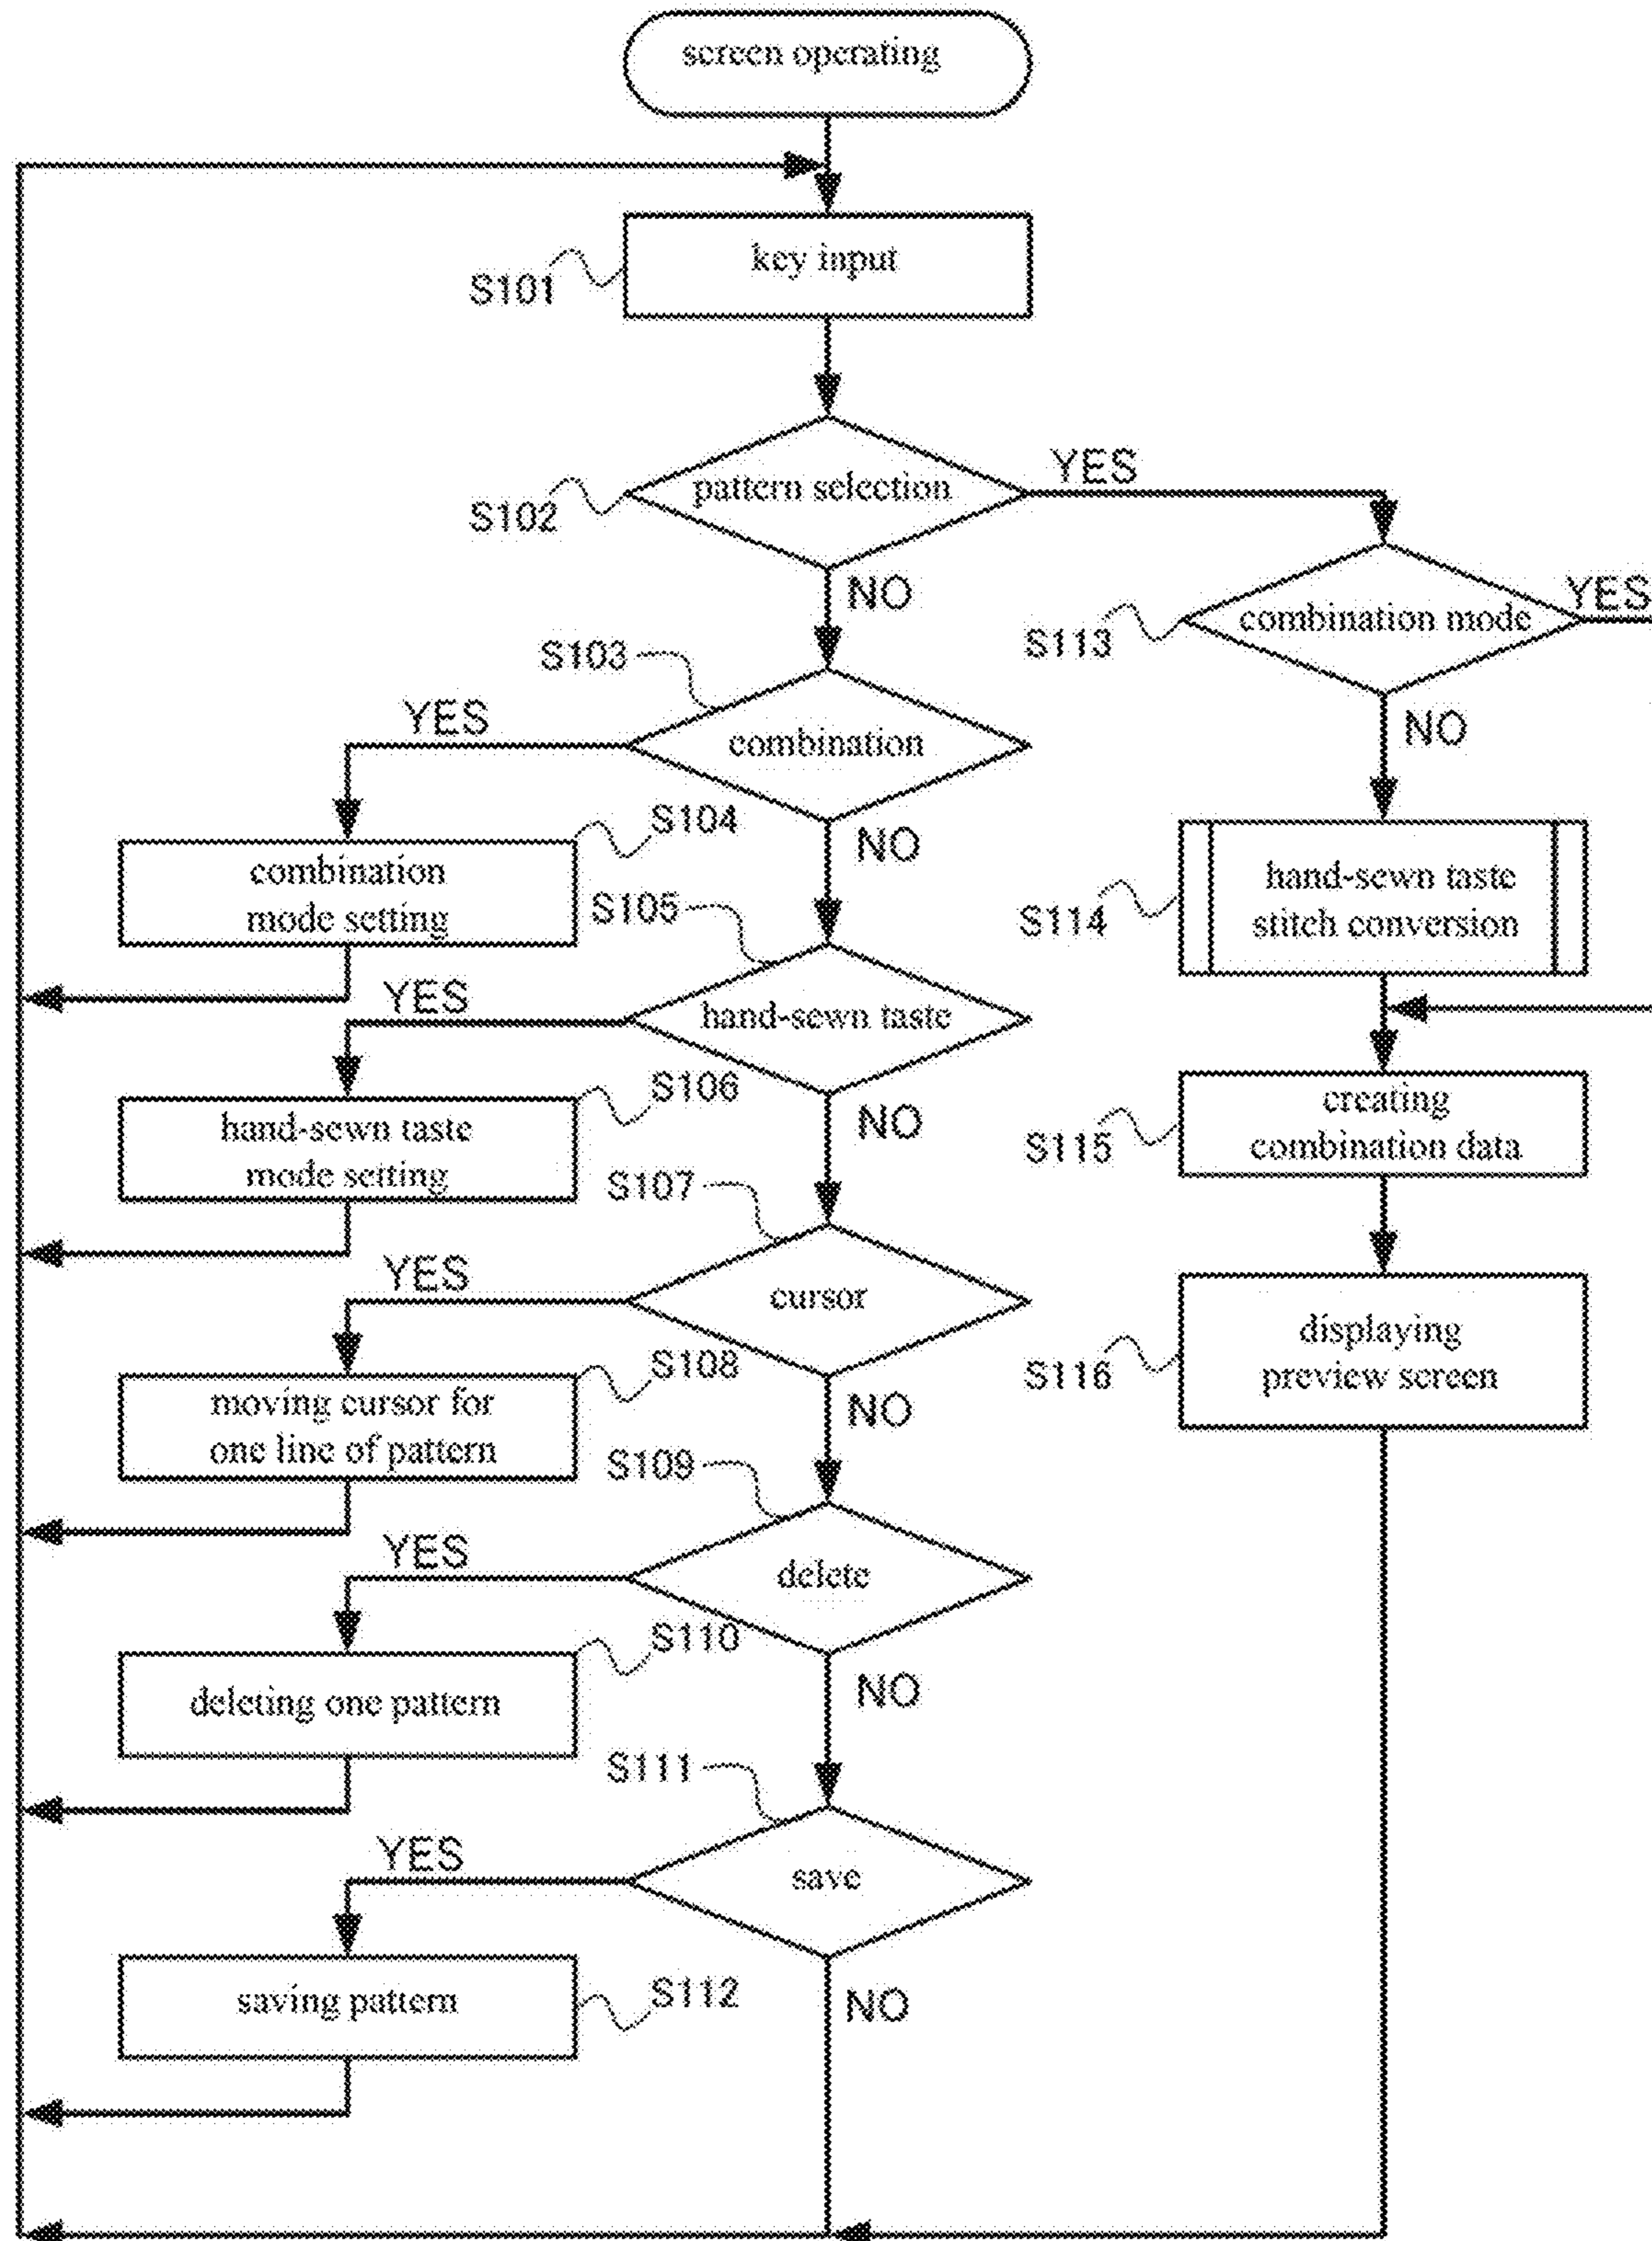 screen operating
key input
S101
pattern selection
YES
S102
NO
combination mode
YES
S113
NO
S103
combination
YES
NO
S104
combination
mode setting
hand-sewn taste
stitch conversion
S114
S105
hand-sewn taste
YES
NO
S106
hand-sewn taste
mode setting
creating
combination data
S115
S107
cursor
YES
NO
S108
moving cursor for
one line of pattern
displaying
preview screen
S116
S109
delete
YES
NO
S110
deleting one pattern
S111
save
YES
NO
saving pattern
S112